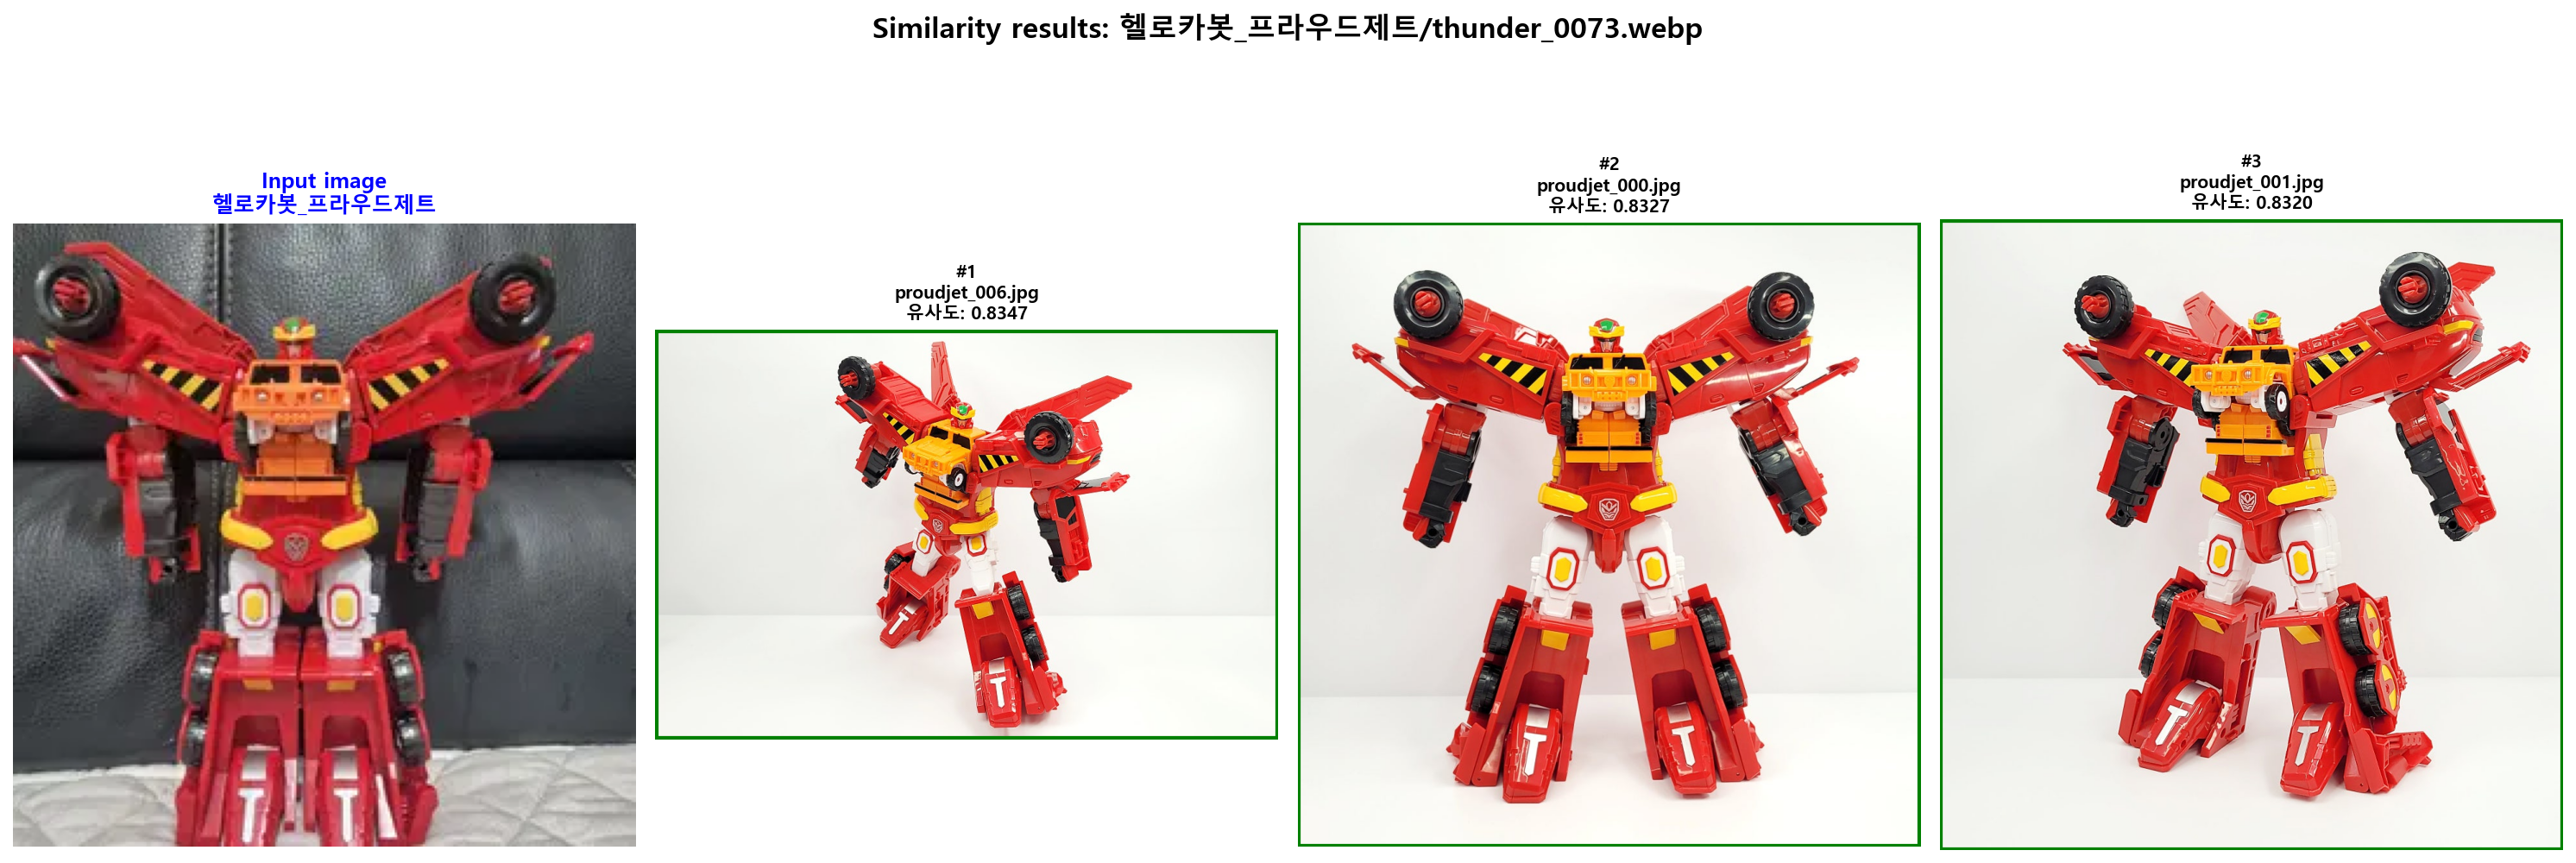 Similarity results: 헬로카봇_프라우드제트/thunder_0073.webp
Input image
헬로카봇_프라우드제트
#1
proudjet_006.jpg
유사도: 0.8347
#2
proudjet_000.jpg
유사도: 0.8327
#3
proudjet_001.jpg
유사도: 0.8320
T T
T
T
T T
T T